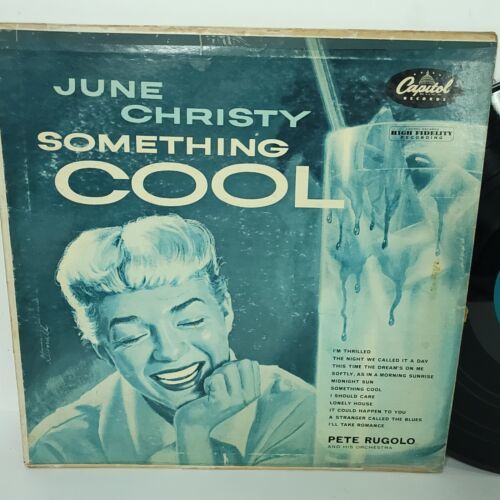 JUNE
CHRISTY
SOMETHING
COOL
Capitol
RECORDS
HIGH FIDELITY
RECORDING
I'M THRILLED
THE NIGHT WE CALLED IT A DAY
THIS TIME THE DREAM'S ON ME
SOFTLY, AS IN A MORNING SUNRISE
MIDNIGHT SUN
SOMETHING COOL
I SHOULD CARE
LONELY HOUSE
IT COULD HAPPEN TO YOU
A STRANGER CALLED THE BLUES
I'LL TAKE ROMANCE
PETE RUGOLO
AND HIS ORCHESTRA